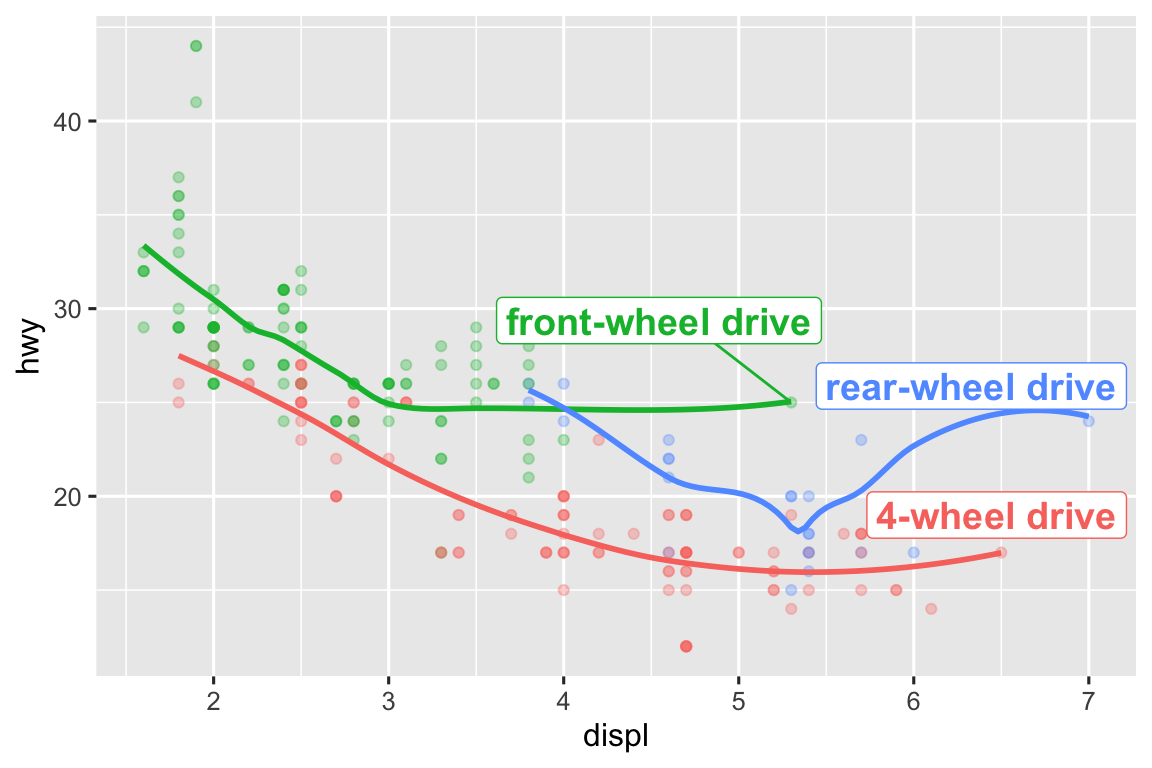 40
30
20
hwy
front-wheel drive
rear-wheel drive
4-wheel drive
2 3 4 5 6 7
displ